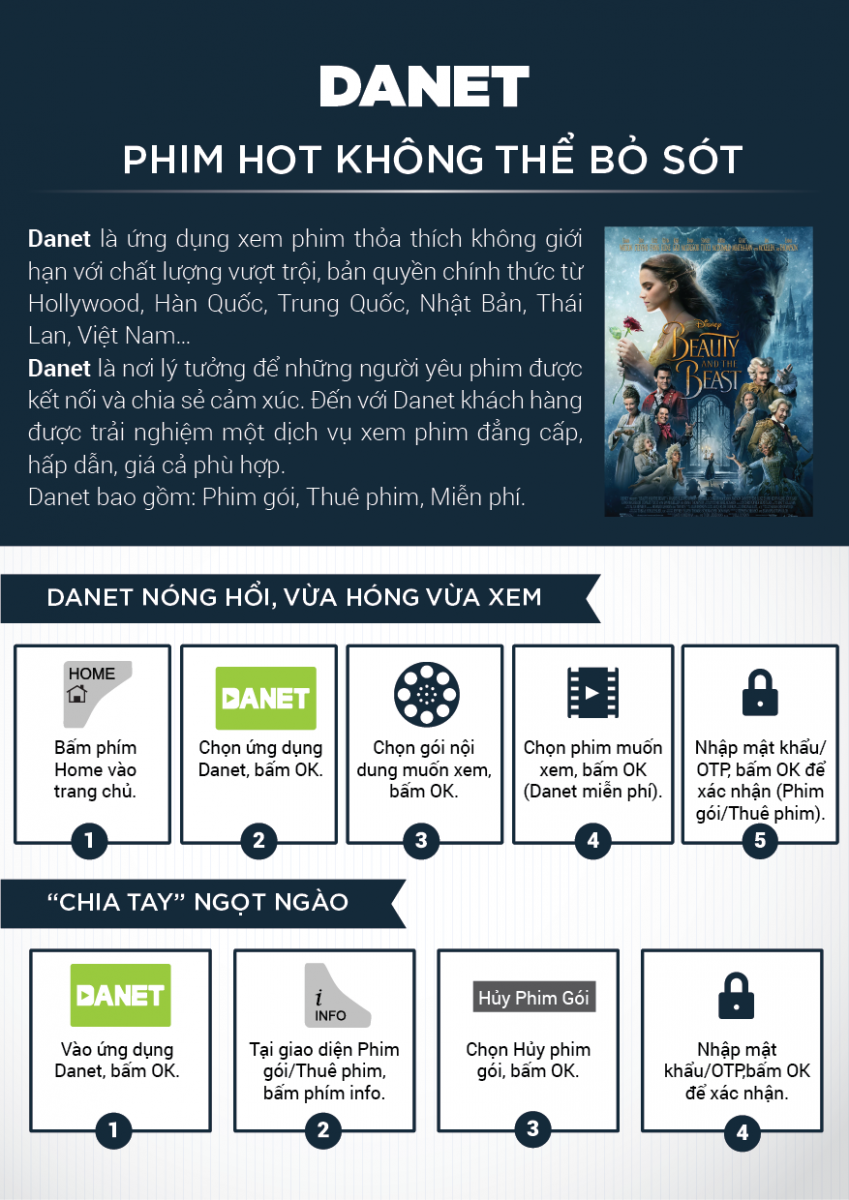 DANET
PHIM HOT KHÔNG THỂ BỎ SÓT
Danet là ứng dụng xem phim thỏa thích không giới
hạn với chất lượng vượt trội, bản quyền chính thức từ
Hollywood, Hàn Quốc, Trung Quốc, Nhật Bản, Thái
Lan, Việt Nam...
Danet là nơi lý tưởng để những người yêu phim được
kết nối và chia sẻ cảm xúc. Đến với Danet khách hàng
được trải nghiệm một dịch vụ xem phim đẳng cấp,
hấp dẫn, giá cả phù hợp.
Danet bao gồm: Phim gói, Thuê phim, Miễn phí.
Disney
BEAUTY
AND THE
BEAST
DANET NÓNG HỔI, VỪA HÓNG VỪA XEM
HOME
Bấm phím
Home vào
trang chủ.
1
DANET
Chọn ứng dụng
Danet, bấm OK.
2
Chọn gói nội
dung muốn xem,
bấm OK.
3
Chọn phim muốn
xem, bấm OK
(Danet miễn phí).
4
Nhập mật khẩu/
OTP, bấm OK để
xác nhận (Phim
gói/Thuê phim).
5
“CHIA TAY” NGỌT NGÀO
DANET
Vào ứng dụng
Danet, bấm OK.
1
i
INFO
Tại giao diện Phim
gói/Thuê phim,
bấm phím info.
2
Hủy Phim Gói
Chọn Hủy phim
gói, bấm OK.
3
Nhập mật
khẩu/OTP,bấm OK
để xác nhận.
4